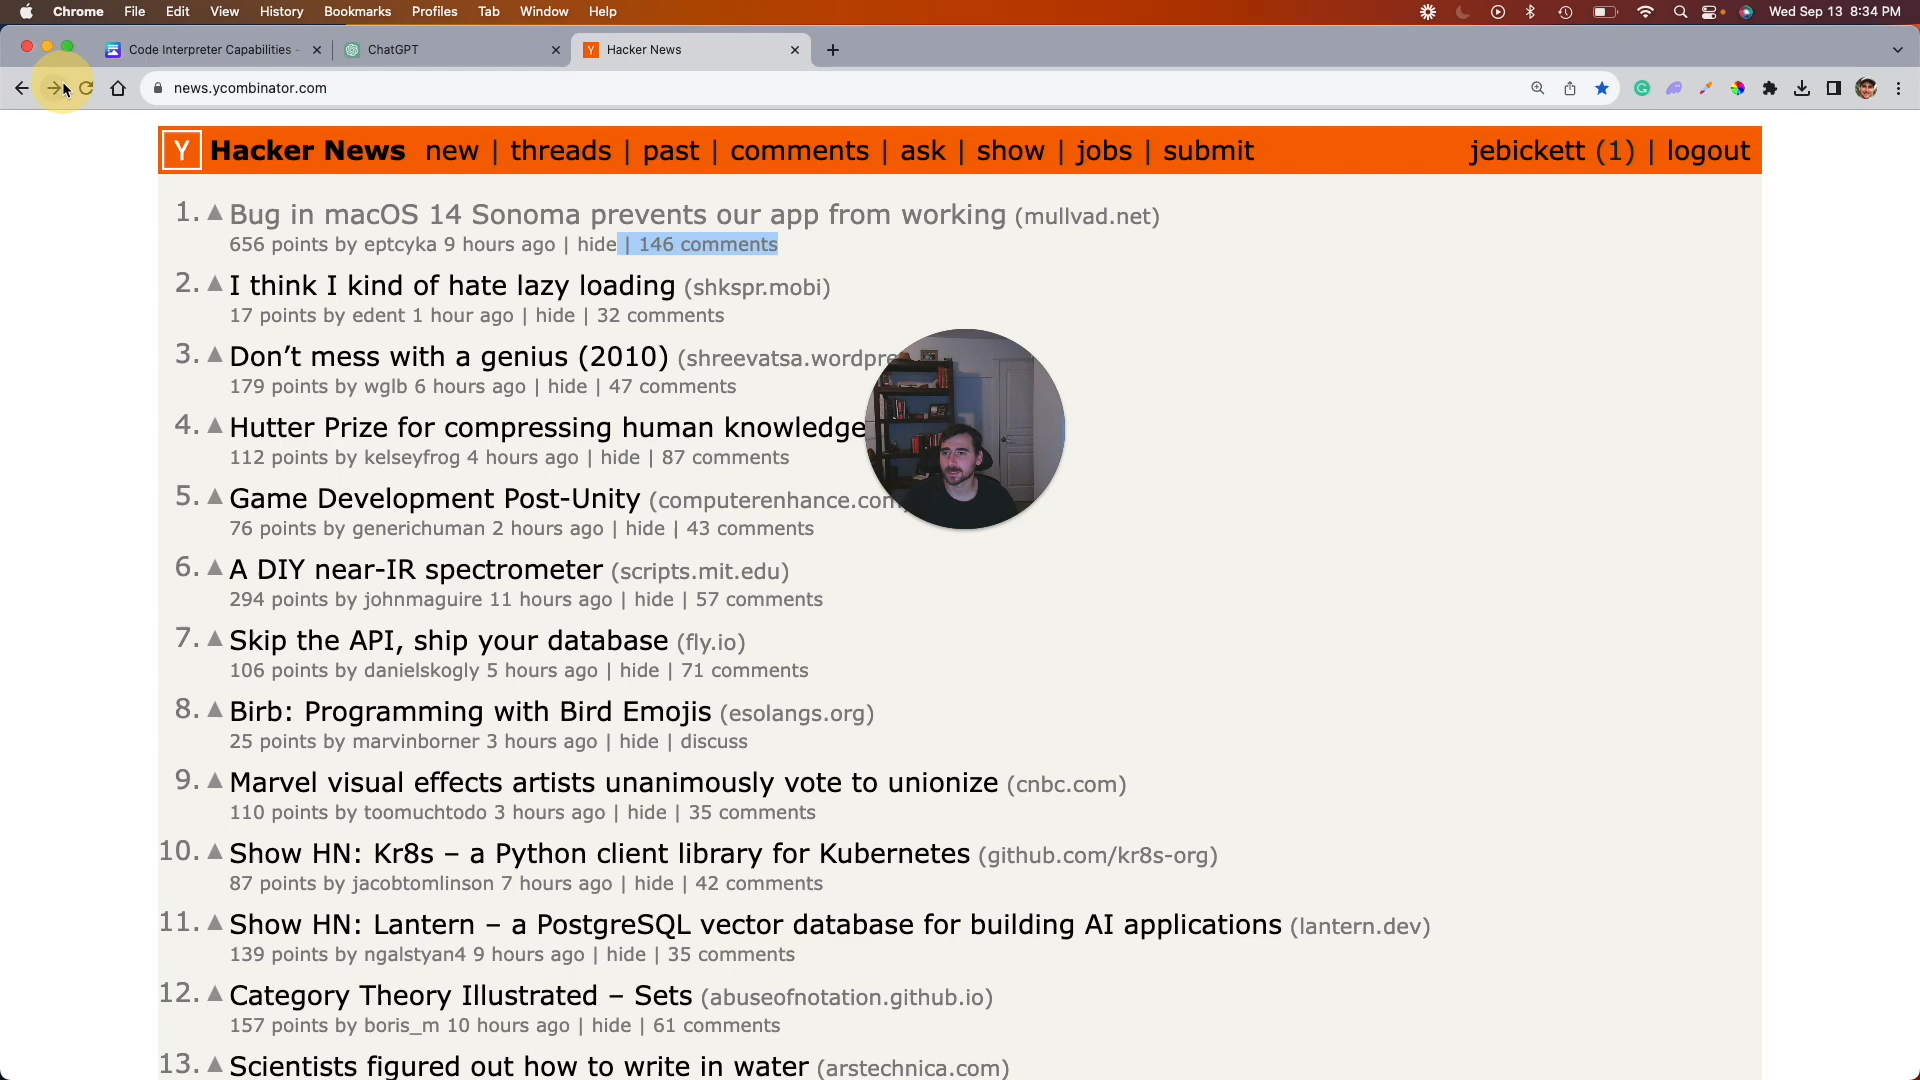 Chrome File Edit View History Bookmarks Profiles Tab Window Help Wed Sep 13 8:34 PM
Code Interpreter Capabilities - ChatGPT Hacker News
news.ycombinator.com
Y Hacker News new | threads | past | comments | ask | show | jobs | submit jebickett (1) | logout
1. Bug in macOS 14 Sonoma prevents our app from working (mullvad.net)
656 points by eptcyka 9 hours ago | hide | 146 comments
2. I think I kind of hate lazy loading (shkspr.mobi)
17 points by edent 1 hour ago | hide | 32 comments
3. Don’t mess with a genius (2010) (shreevatsa.wordpre
179 points by wglb 6 hours ago | hide | 47 comments
4. Hutter Prize for compressing human knowledge
112 points by kelseyfrog 4 hours ago | hide | 87 comments
5. Game Development Post-Unity (computerenhance.com)
76 points by generichuman 2 hours ago | hide | 43 comments
6. A DIY near-IR spectrometer (scripts.mit.edu)
294 points by johnmaguire 11 hours ago | hide | 57 comments
7. Skip the API, ship your database (fly.io)
106 points by danielskogly 5 hours ago | hide | 71 comments
8. Birb: Programming with Bird Emojis (esolangs.org)
25 points by marvinborner 3 hours ago | hide | discuss
9. Marvel visual effects artists unanimously vote to unionize (cnbc.com)
110 points by toomuchtodo 3 hours ago | hide | 35 comments
10. Show HN: Kr8s – a Python client library for Kubernetes (github.com/kr8s-org)
87 points by jacobtomlinson 7 hours ago | hide | 42 comments
11. Show HN: Lantern – a PostgreSQL vector database for building AI applications (lantern.dev)
139 points by ngalstyan4 9 hours ago | hide | 35 comments
12. Category Theory Illustrated – Sets (abuseofnotation.github.io)
157 points by boris_m 10 hours ago | hide | 61 comments
13. Scientists figured out how to write in water (arstechnica.com)